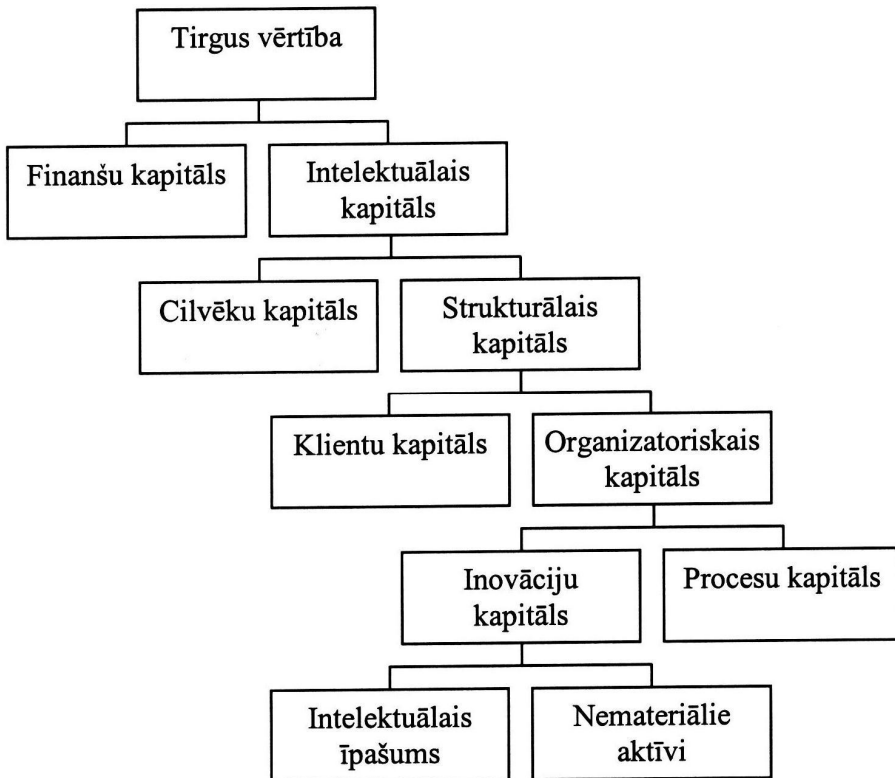 Tirgus vērtība
Finanšu kapitāls
Intelektuālais
kapitāls
Cilvēku kapitāls
Strukturālais
kapitāls
Klientu kapitāls
Organizatoriskais
kapitāls
Inovāciju
kapitāls
Procesu kapitāls
Intelektuālais
īpašums
Nemateriālie
aktīvi